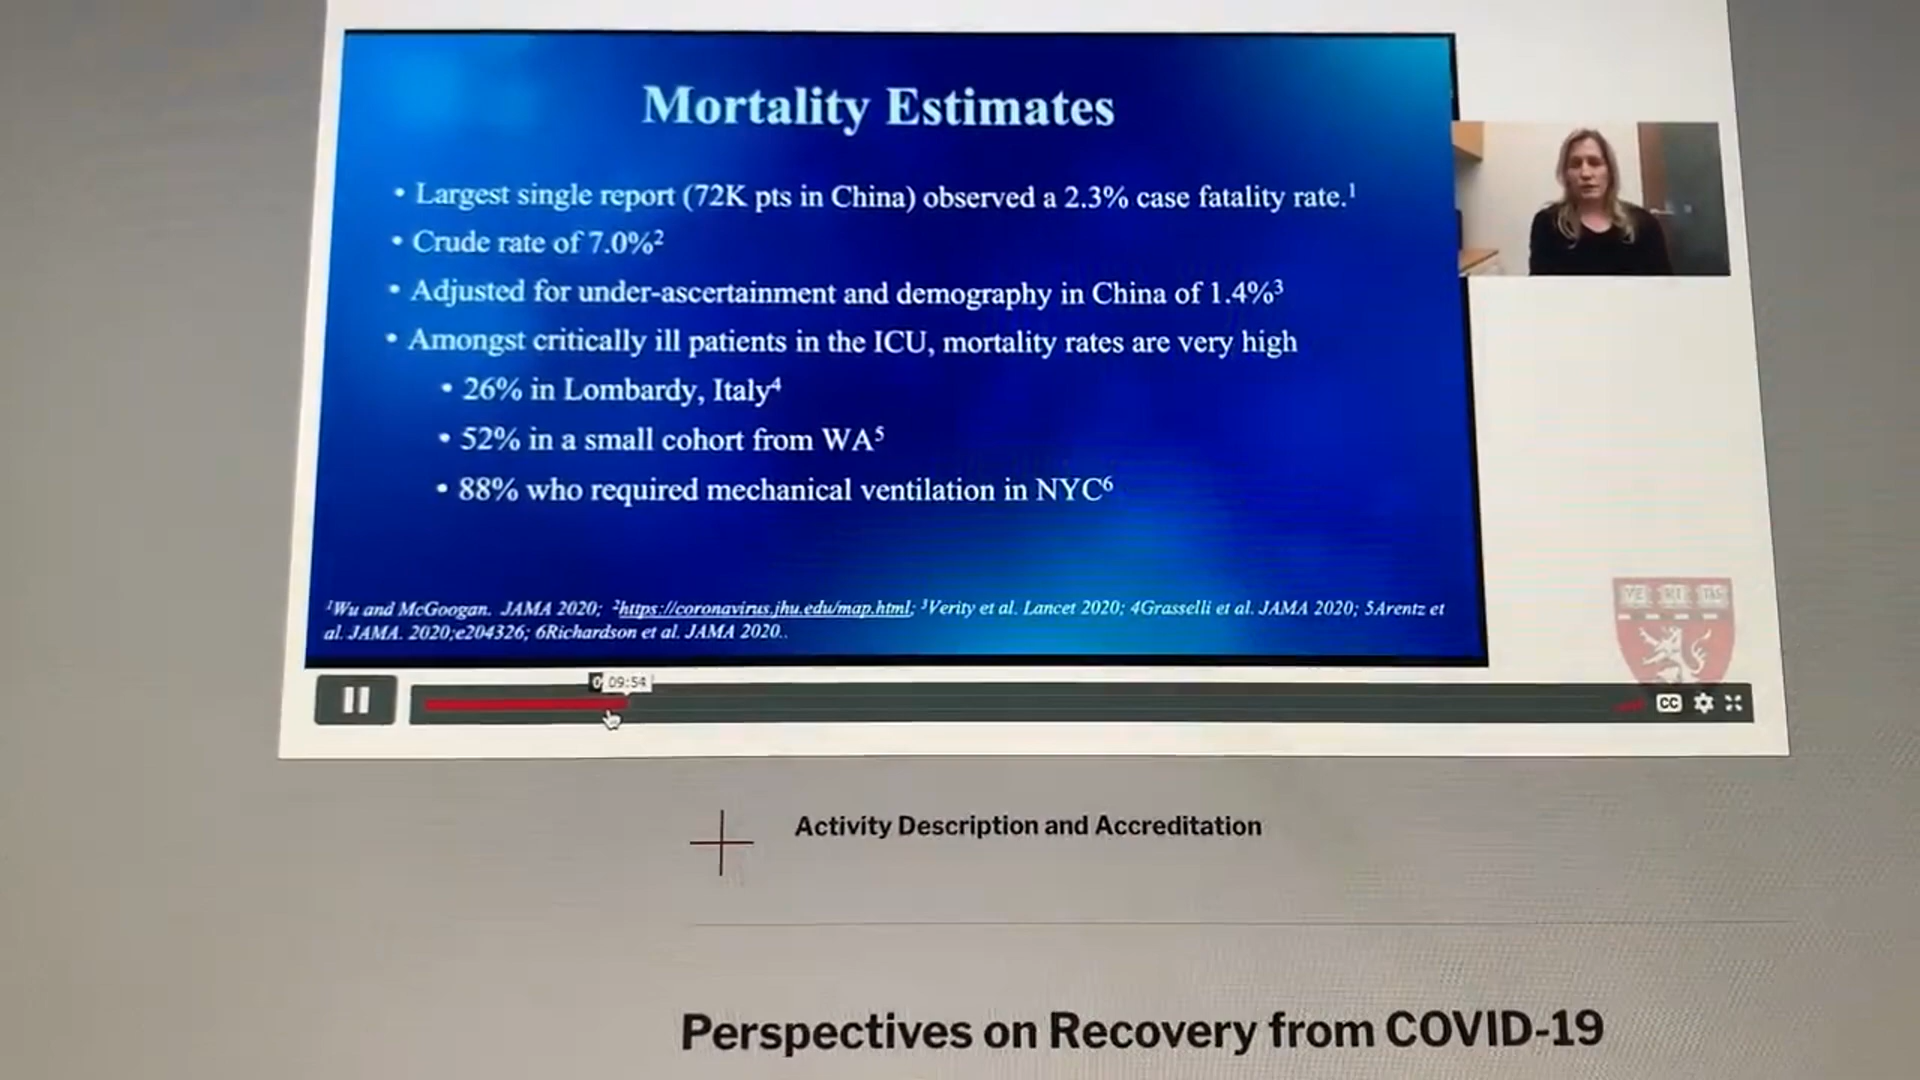 Mortality Estimates
• Largest single report (72K pts in China) observed a 2.3% case fatality rate.¹
• Crude rate of 7.0%²
• Adjusted for under-ascertainment and demography in China of 1.4%³
• Amongst critically ill patients in the ICU, mortality rates are very high
• 26% in Lombardy, Italy⁴
• 52% in a small cohort from WA⁵
• 88% who required mechanical ventilation in NYC⁶
¹Wu and McGoogan. JAMA 2020; ²https://coronavirus.jhu.edu/map.html; ³Verity et al. Lancet 2020; 4Grasselli et al. JAMA 2020; 5Arentz et
al. JAMA. 2020;e204326; 6Richardson et al. JAMA 2020..
VE RI TAS
09:54
CC
Activity Description and Accreditation
Perspectives on Recovery from COVID-19